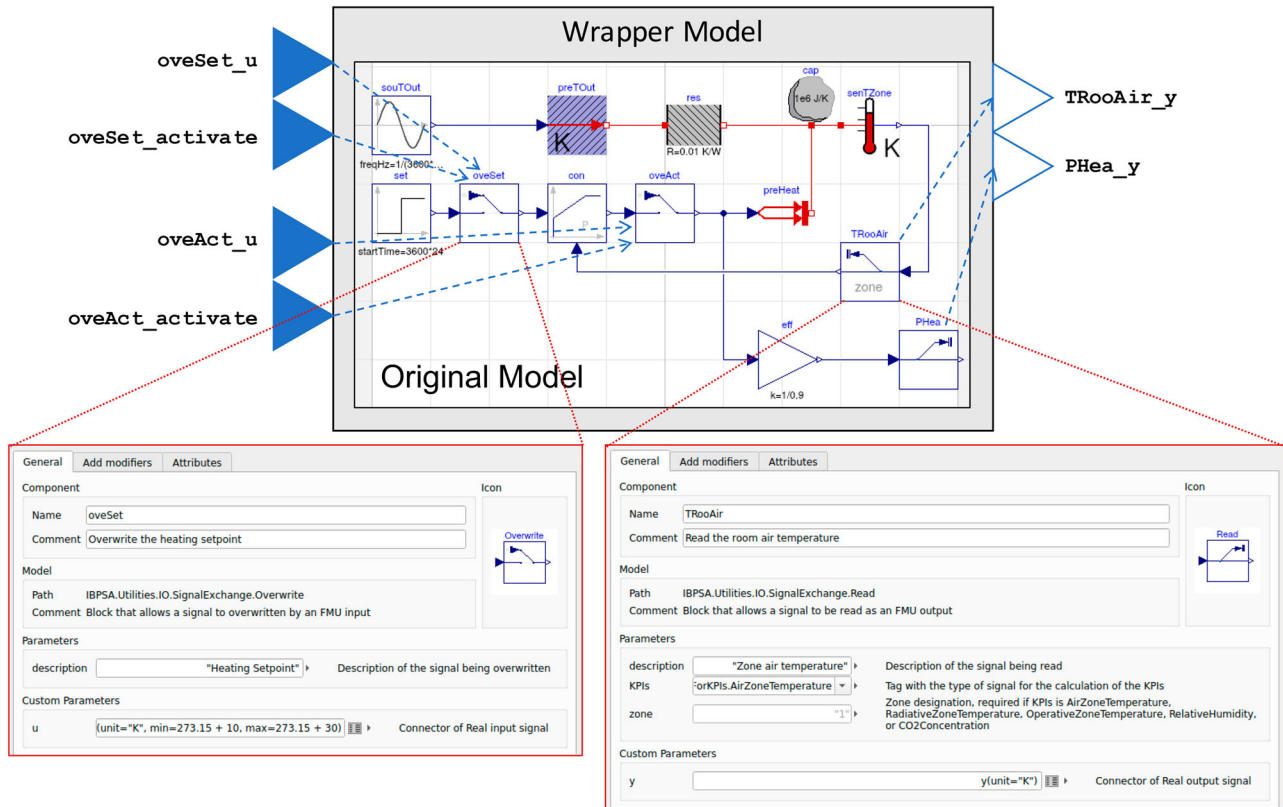 Wrapper Model
oveSet_u
oveSet_activate
oveAct_u
oveAct_activate
TRooAir_y
PHea_y
souTOut
preTOut
res
cap
senTZone
1e6 J/K
K
K
R=0.01 K/W
freqHz=1/(3600*...
set
oveSet
con
oveAct
preHeat
P
startTime=3600*24
TRooAir
zone
eff
PHea
k=1/0.9
Original Model
General
Add modifiers
Attributes
Component
Icon
Name
oveSet
Comment
Overwrite the heating setpoint
Overwrite
Model
Path IBPSA.Utilities.IO.SignalExchange.Overwrite
Comment Block that allows a signal to overwritten by an FMU input
Parameters
description
"Heating Setpoint"
Description of the signal being overwritten
Custom Parameters
u
(unit="K", min=273.15 + 10, max=273.15 + 30)
Connector of Real input signal
General
Add modifiers
Attributes
Component
Icon
Name
TRooAir
Comment
Read the room air temperature
Read
Model
Path IBPSA.Utilities.IO.SignalExchange.Read
Comment Block that allows a signal to be read as an FMU output
Parameters
description
"Zone air temperature"
Description of the signal being read
KPIs
ForKPIs.AirZoneTemperature
Tag with the type of signal for the calculation of the KPIs
zone
"1"
Zone designation, required if KPIs is AirZoneTemperature,
RadiativeZoneTemperature, OperativeZoneTemperature, RelativeHumidity,
or CO2Concentration
Custom Parameters
y
y(unit="K")
Connector of Real output signal